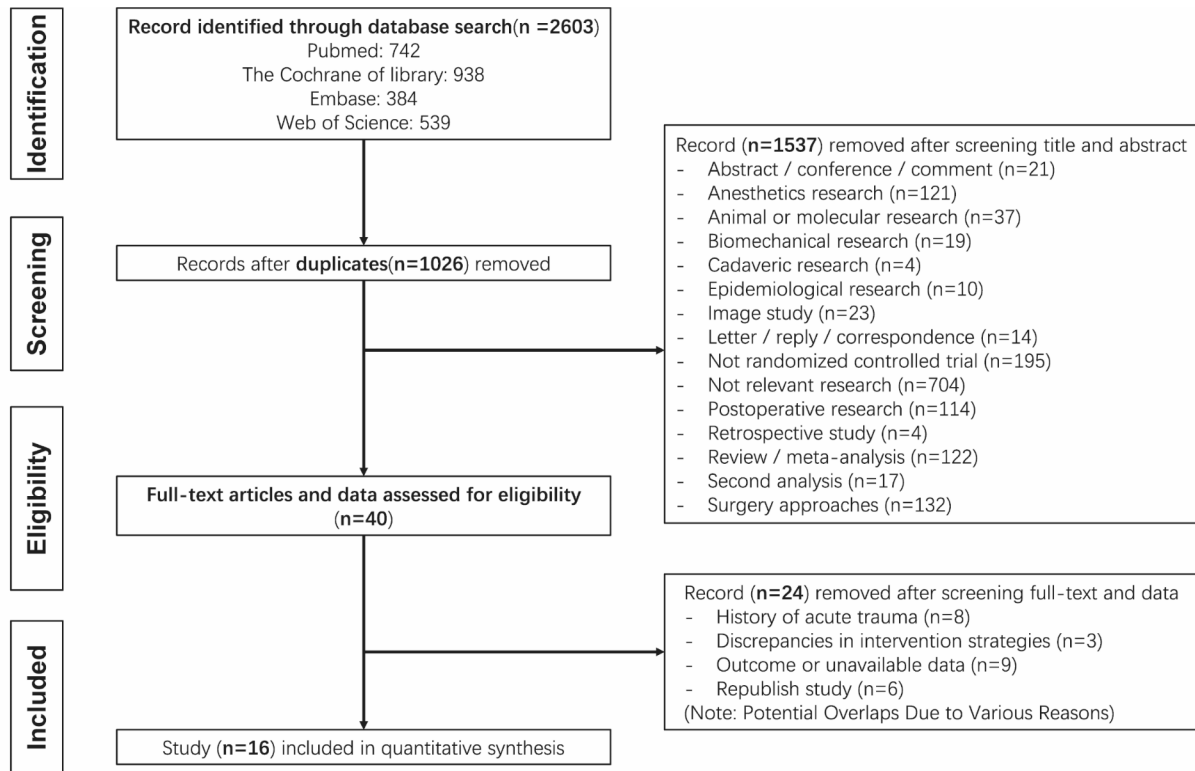 Identification
Record identified through database search(n =2603)
Pubmed: 742
The Cochrane of library: 938
Embase: 384
Web of Science: 539
Screening
Records after duplicates(n=1026) removed
Record (n=1537) removed after screening title and abstract
- Abstract / conference / comment (n=21)
- Anesthetics research (n=121)
- Animal or molecular research (n=37)
- Biomechanical research (n=19)
- Cadaveric research (n=4)
- Epidemiological research (n=10)
- Image study (n=23)
- Letter / reply / correspondence (n=14)
- Not randomized controlled trial (n=195)
- Not relevant research (n=704)
- Postoperative research (n=114)
- Retrospective study (n=4)
- Review / meta-analysis (n=122)
- Second analysis (n=17)
- Surgery approaches (n=132)
Eligibility
Full-text articles and data assessed for eligibility
(n=40)
Record (n=24) removed after screening full-text and data
- History of acute trauma (n=8)
- Discrepancies in intervention strategies (n=3)
- Outcome or unavailable data (n=9)
- Republish study (n=6)
(Note: Potential Overlaps Due to Various Reasons)
Included
Study (n=16) included in quantitative synthesis